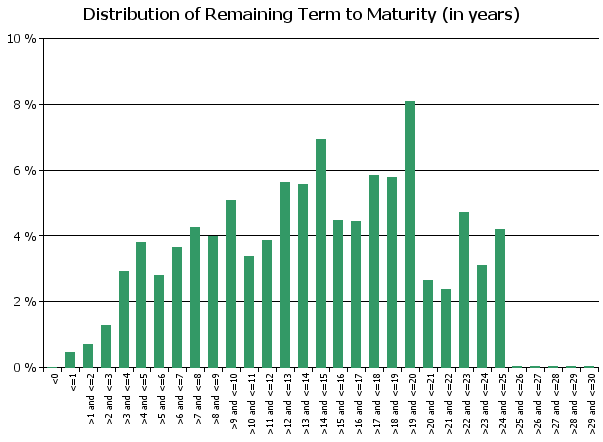 Distribution of Remaining Term to Maturity (in years)
10 %
8 %
6 %
4 %
2 %
0 %
<0
<=1
>1 and <=2
>2 and <=3
>3 and <=4
>4 and <=5
>5 and <=6
>6 and <=7
>7 and <=8
>8 and <=9
>9 and <=10
>10 and <=11
>11 and <=12
>12 and <=13
>13 and <=14
>14 and <=15
>15 and <=16
>16 and <=17
>17 and <=18
>18 and <=19
>19 and <=20
>20 and <=21
>21 and <=22
>22 and <=23
>23 and <=24
>24 and <=25
>25 and <=26
>26 and <=27
>27 and <=28
>28 and <=29
>29 and <=30